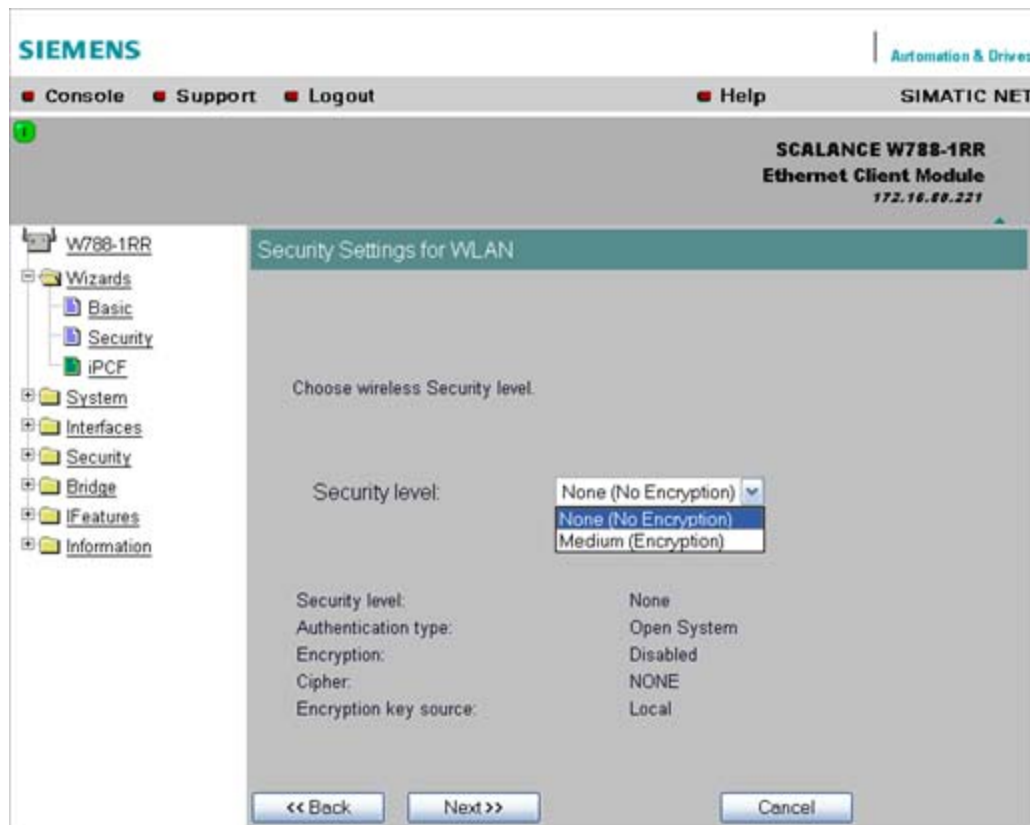 SIEMENS
Automation & Drives
Console Support Logout Help SIMATIC NET
SCALANCE W788-1RR
Ethernet Client Module
W788-1RR
Wizards
Basic
Security
iPCF
System
Interfaces
Security
Bridge
IFeatures
Information
Security Settings for WLAN
Choose wireless Security level.
Security level: None (No Encryption)
None (No Encryption)
Medium (Encryption)
Security level: None
Authentication type: Open System
Encryption: Disabled
Cipher: NONE
Encryption key source: Local
<< Back Next >> Cancel